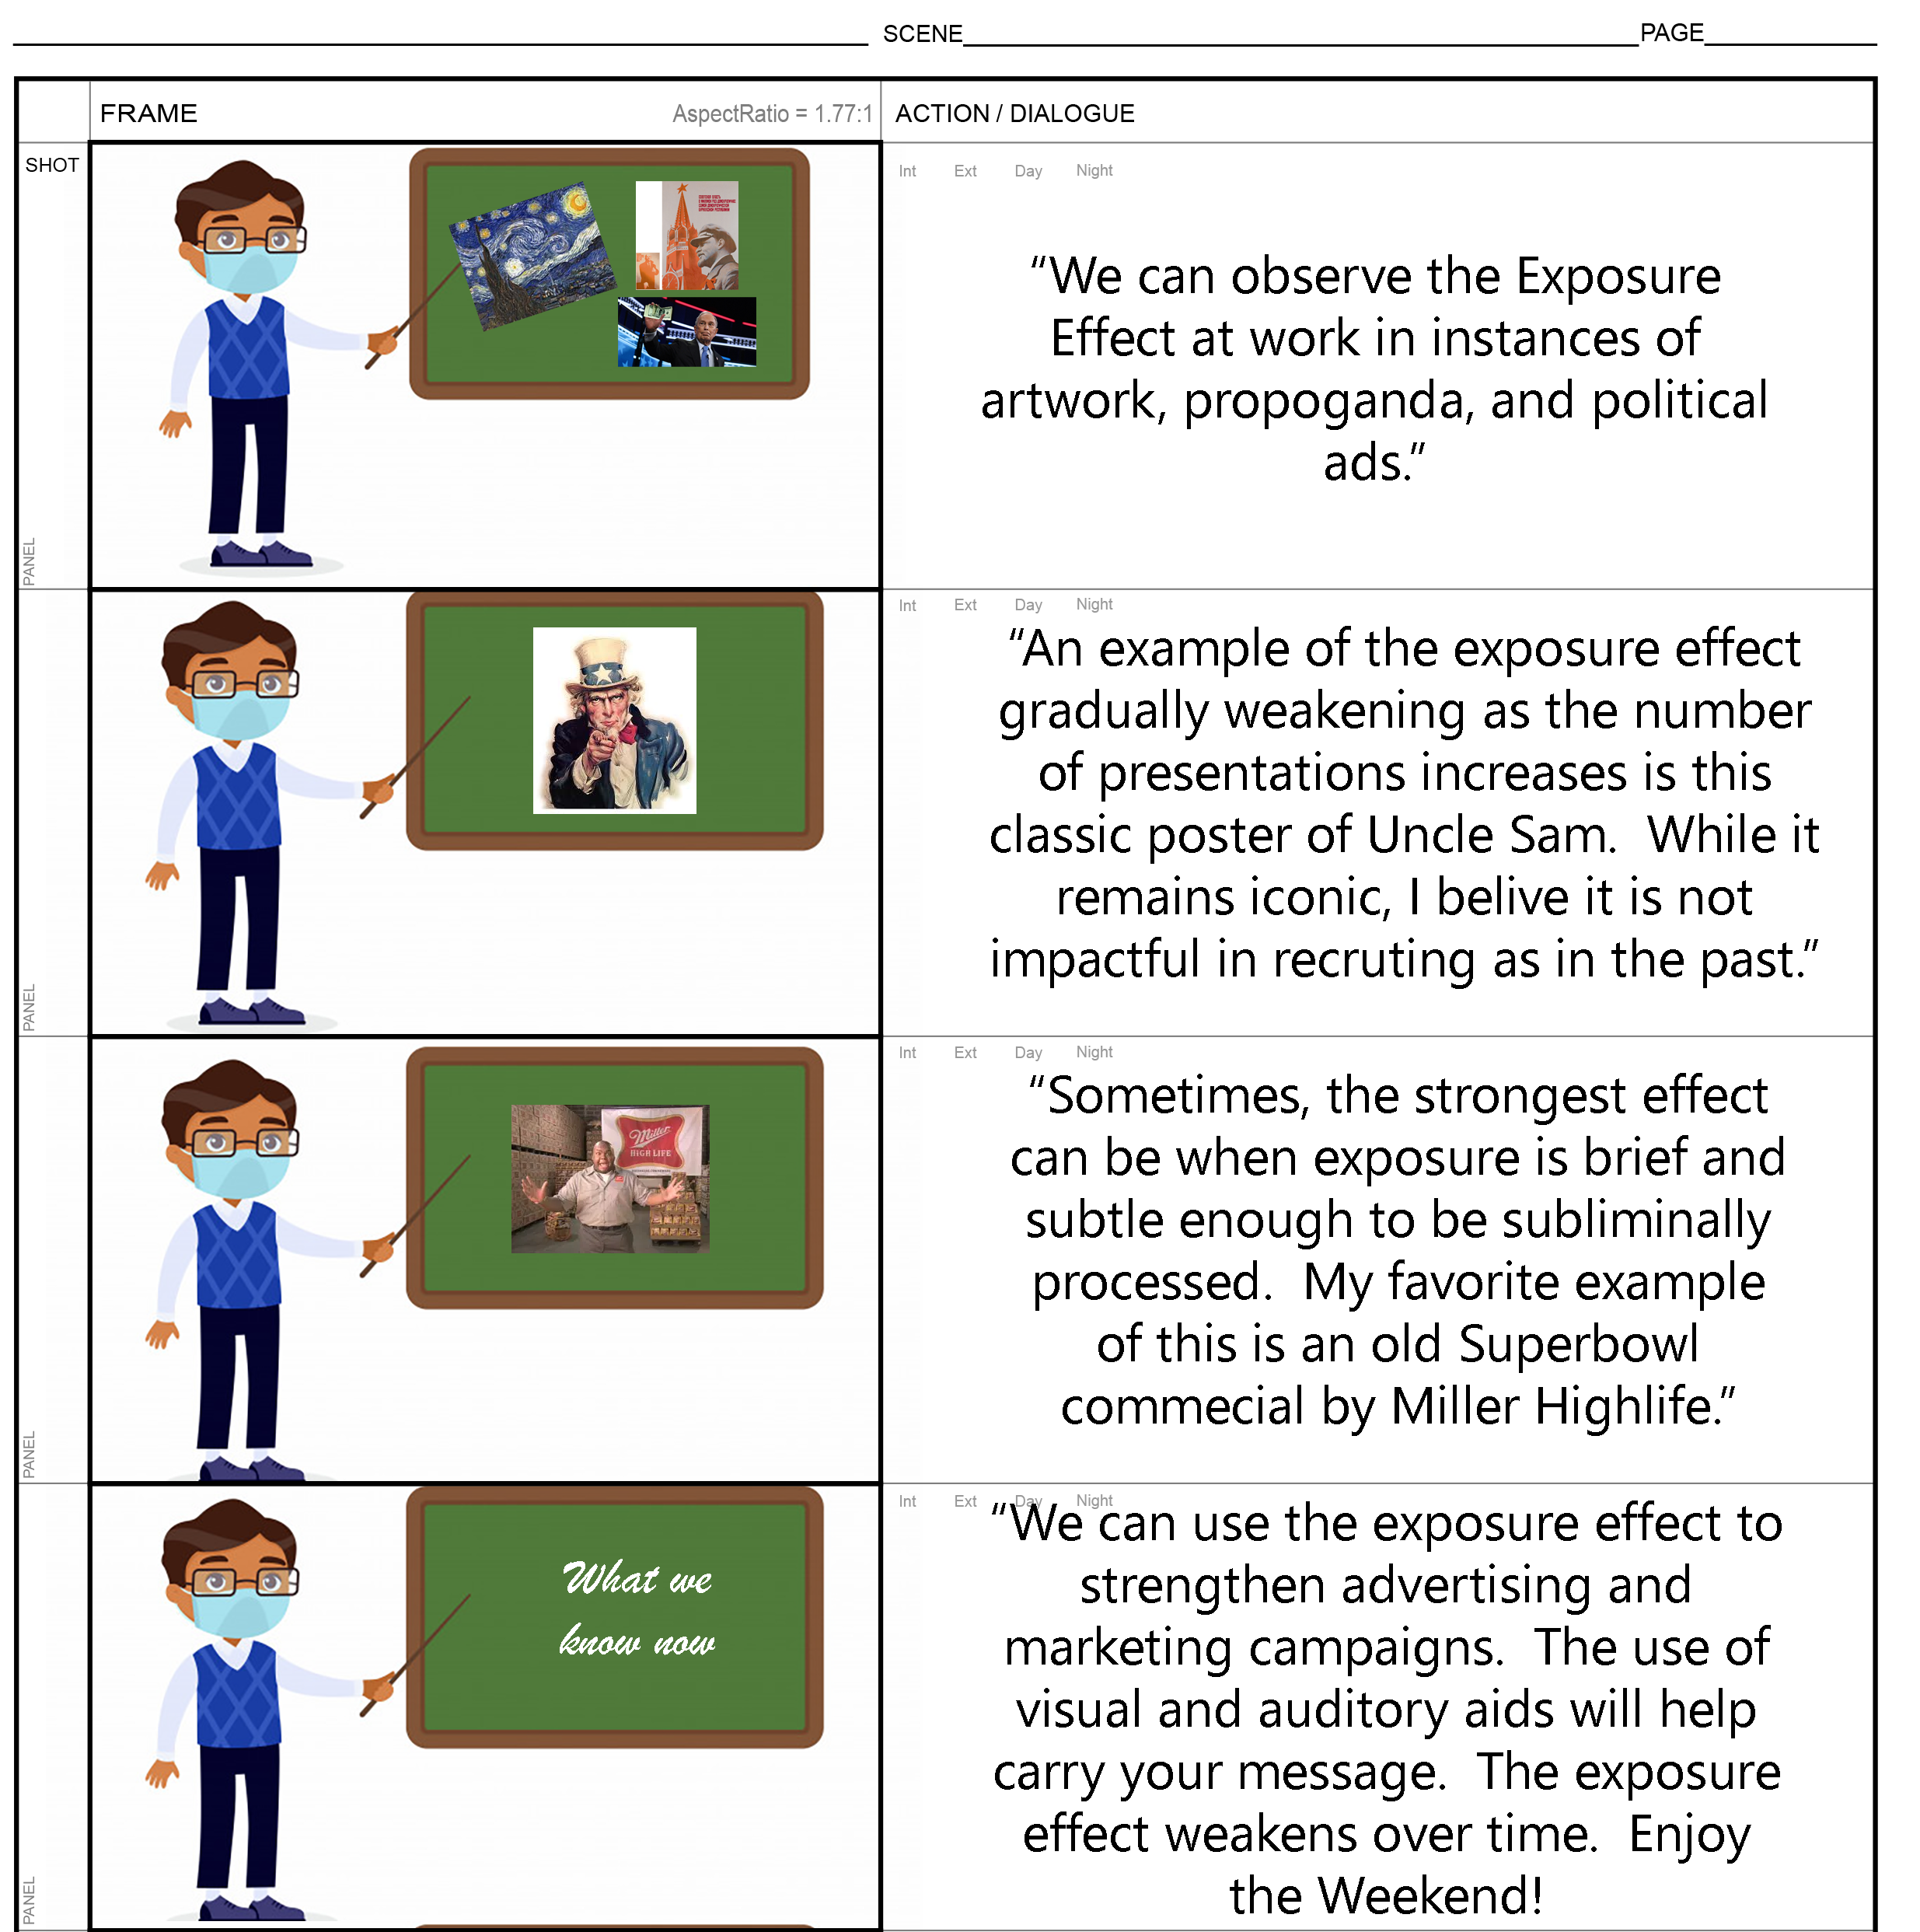 SCENE PAGE
FRAME AspectRatio = 1.77:1 ACTION / DIALOGUE
SHOT
Int Ext Day Night
“We can observe the Exposure
Effect at work in instances of
artwork, propoganda, and political
ads.”
PANEL
Int Ext Day Night
“An example of the exposure effect
gradually weakening as the number
of presentations increases is this
classic poster of Uncle Sam.  While it
remains iconic, I belive it is not
impactful in recruting as in the past.”
PANEL
Int Ext Day Night
Miller
HIGH LIFE
“Sometimes, the strongest effect
can be when exposure is brief and
subtle enough to be subliminally
processed.  My favorite example
of this is an old Superbowl
commecial by Miller Highlife.”
PANEL
Int Ext Day Night
What we
know now
“We can use the exposure effect to
strengthen advertising and
marketing campaigns.  The use of
visual and auditory aids will help
carry your message.  The exposure
effect weakens over time.  Enjoy
the Weekend!
PANEL